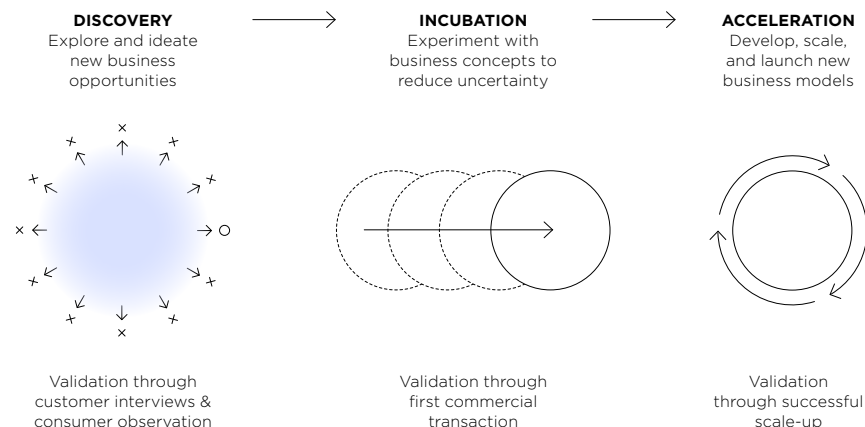 DISCOVERY
Explore and ideate
new business
opportunities
INCUBATION
Experiment with
business concepts to
reduce uncertainty
ACCELERATION
Develop, scale,
and launch new
business models
Validation through
customer interviews &
consumer observation
Validation through
first commercial
transaction
Validation
through successful
scale-up